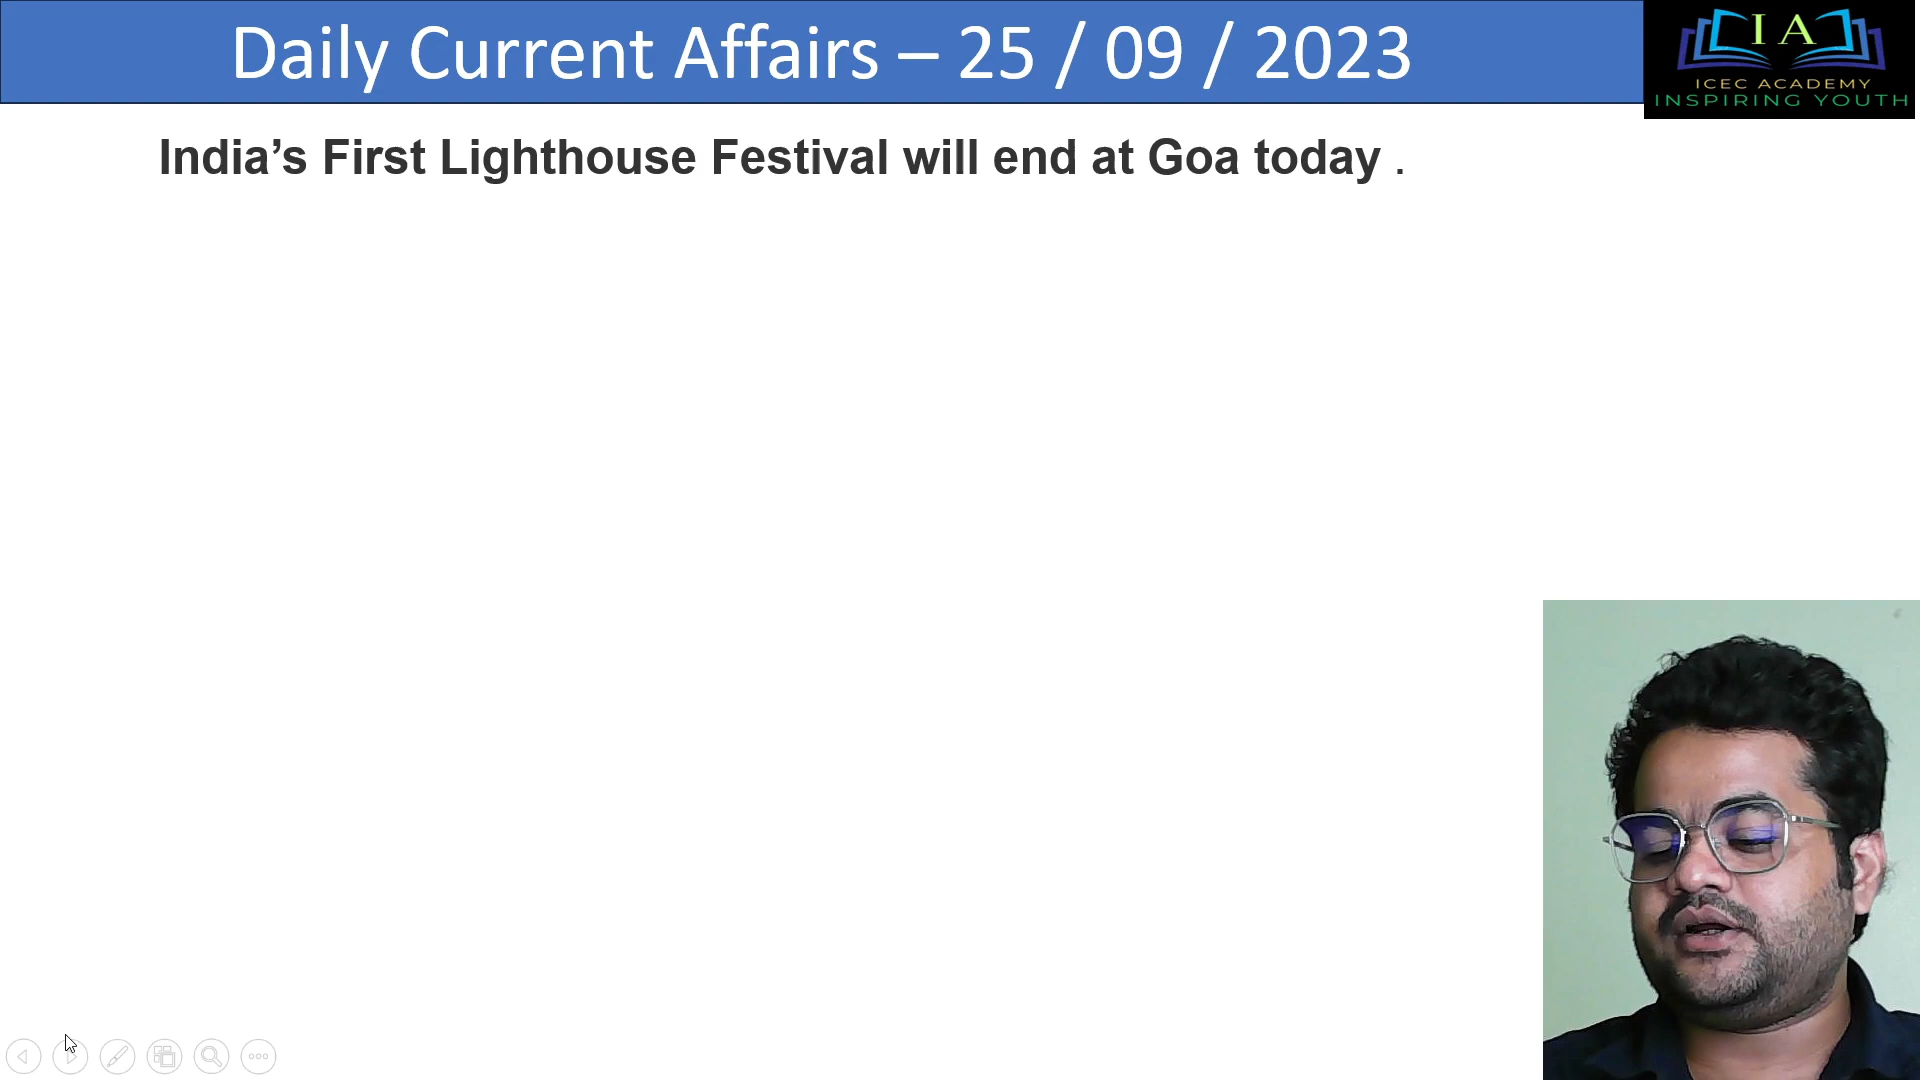 Daily Current Affairs – 25 / 09 / 2023
I A
ICEC ACADEMY
INSPIRING YOUTH
India’s First Lighthouse Festival will end at Goa today .